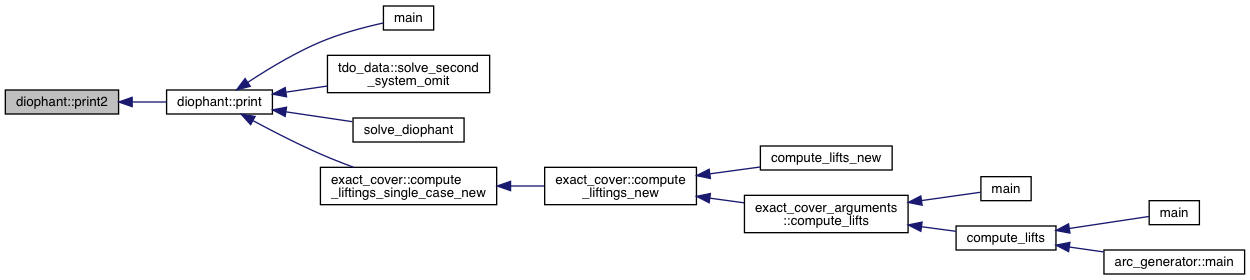 diophant::print2
diophant::print
main
tdo_data::solve_second
_system_omit
solve_diophant
exact_cover::compute
_liftings_single_case_new
exact_cover::compute
_liftings_new
compute_lifts_new
exact_cover_arguments
::compute_lifts
main
compute_lifts
main
arc_generator::main